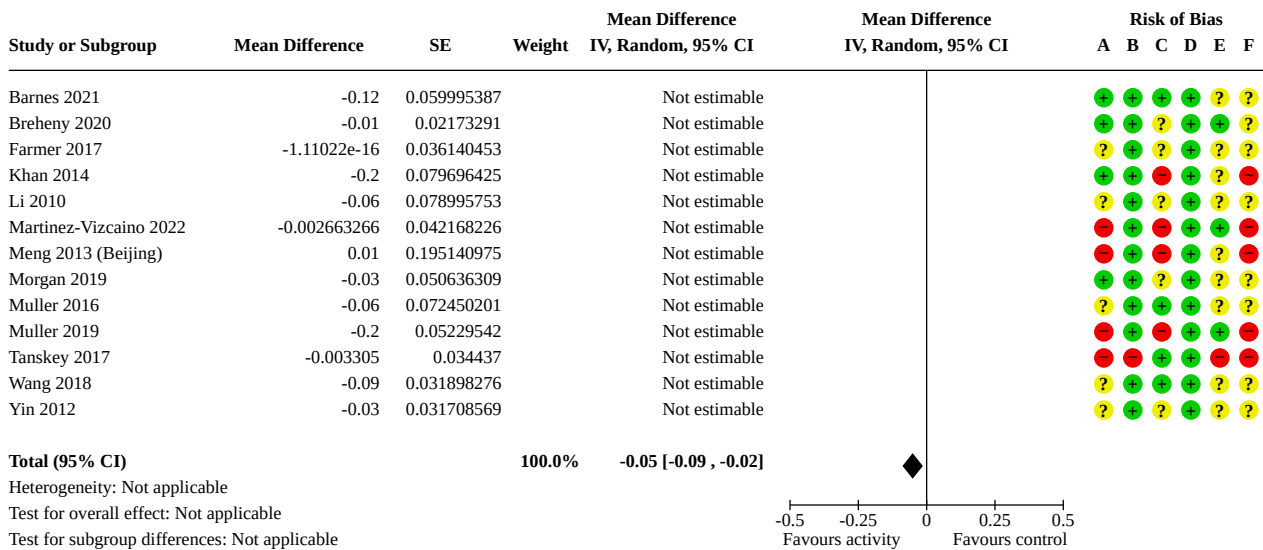 Mean Difference Mean Difference Risk of Bias
Study or Subgroup Mean Difference SE Weight IV, Random, 95% CI IV, Random, 95% CI A B C D E F
Barnes 2021 -0.12 0.059995387 Not estimable + + + + ? ?
Breheny 2020 -0.01 0.02173291 Not estimable + + ? + + ?
Farmer 2017 -1.11022e-16 0.036140453 Not estimable ? + ? + ? ?
Khan 2014 -0.2 0.079696425 Not estimable + + − + ? −
Li 2010 -0.06 0.078995753 Not estimable ? + ? + ? ?
Martinez-Vizcaino 2022 -0.002663266 0.042168226 Not estimable − + − + + −
Meng 2013 (Beijing) 0.01 0.195140975 Not estimable − + − + ? −
Morgan 2019 -0.03 0.050636309 Not estimable + + ? + ? ?
Muller 2016 -0.06 0.072450201 Not estimable ? + + + ? ?
Muller 2019 -0.2 0.05229542 Not estimable − + − + + −
Tanskey 2017 -0.003305 0.034437 Not estimable − − + + − −
Wang 2018 -0.09 0.031898276 Not estimable ? + + + ? ?
Yin 2012 -0.03 0.031708569 Not estimable ? + ? + ? ?
Total (95% CI) 100.0% -0.05 [-0.09 , -0.02]
Heterogeneity: Not applicable
Test for overall effect: Not applicable
Test for subgroup differences: Not applicable
-0.5 -0.25 0 0.25 0.5
Favours activity Favours control